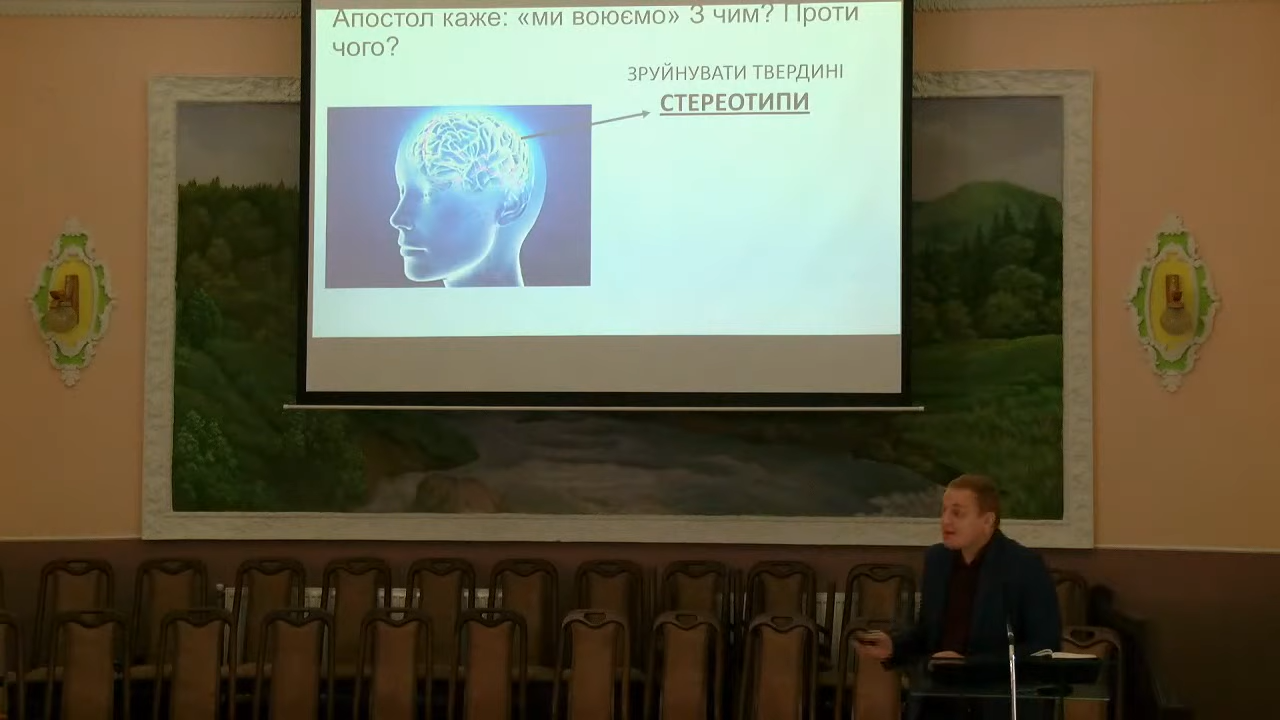 Апостол каже: «ми воюємо» З чим? Проти
чого?
ЗРУЙНУВАТИ ТВЕРДИНІ
СТЕРЕОТИПИ